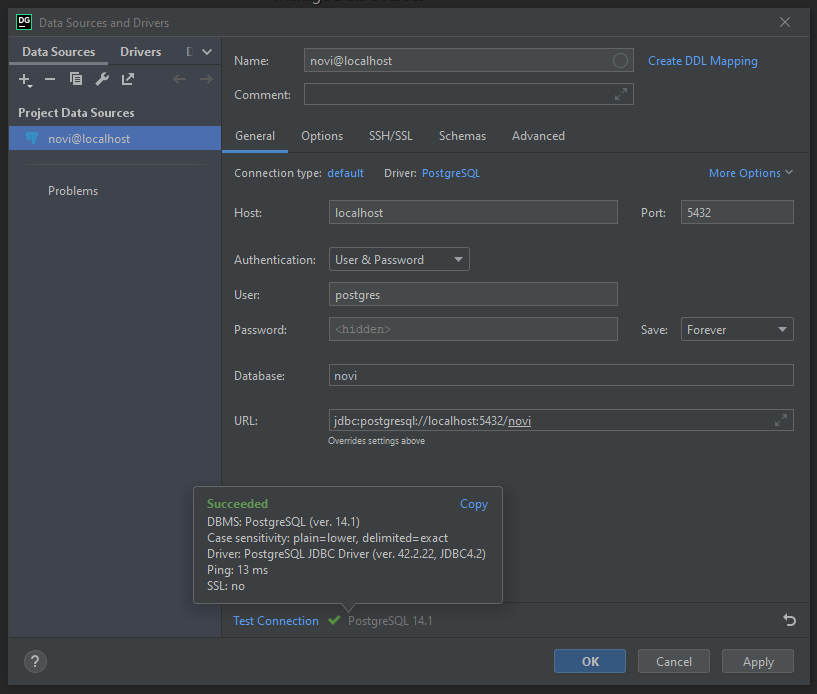 DG Data Sources and Drivers
Data Sources Drivers D
Project Data Sources
novi@localhost
Problems
Name: novi@localhost Create DDL Mapping
Comment:
General Options SSH/SSL Schemas Advanced
Connection type: default Driver: PostgreSQL More Options
Host: localhost Port: 5432
Authentication: User & Password
User: postgres
Password: <hidden> Save: Forever
Database: novi
URL: jdbc:postgresql://localhost:5432/novi
Overrides settings above
Succeeded Copy
DBMS: PostgreSQL (ver. 14.1)
Case sensitivity: plain=lower, delimited=exact
Driver: PostgreSQL JDBC Driver (ver. 42.2.22, JDBC4.2)
Ping: 13 ms
SSL: no
Test Connection PostgreSQL 14.1
? OK Cancel Apply